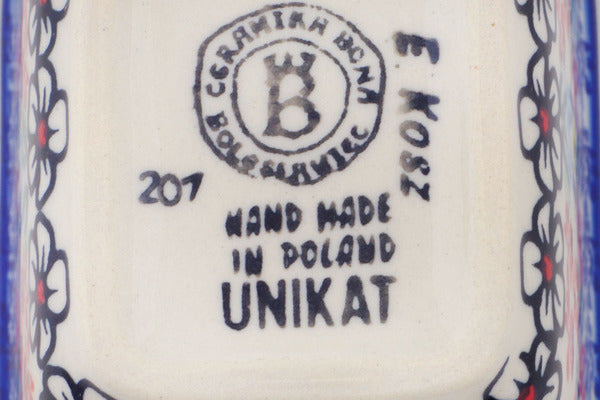 CERAMIKA BONA
BOLESŁAWIEC
B
E. KOSZ
207
HAND MADE
IN POLAND
UNIKAT